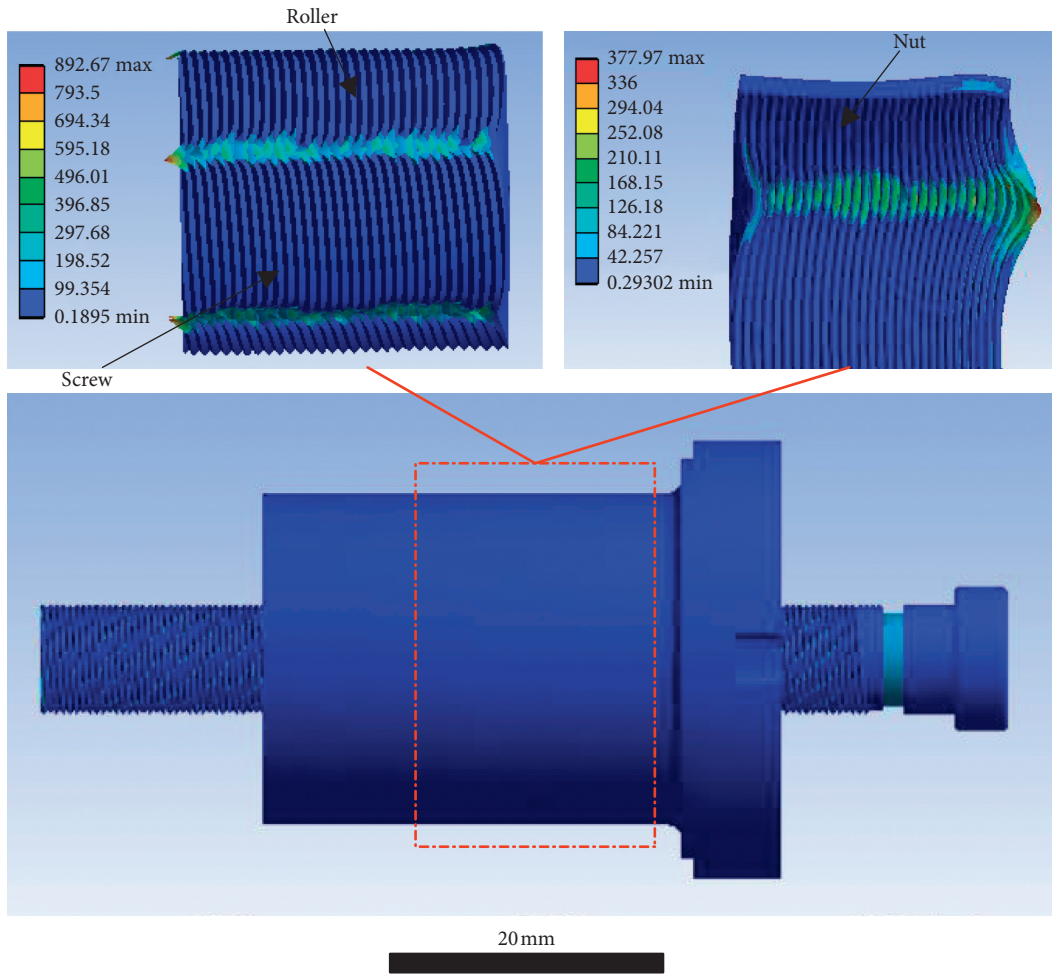 Roller
892.67 max
793.5
694.34
595.18
496.01
396.85
297.68
198.52
99.354
0.1895 min
Screw
Nut
377.97 max
336
294.04
252.08
210.11
168.15
126.18
84.221
42.257
0.29302 min
20 mm